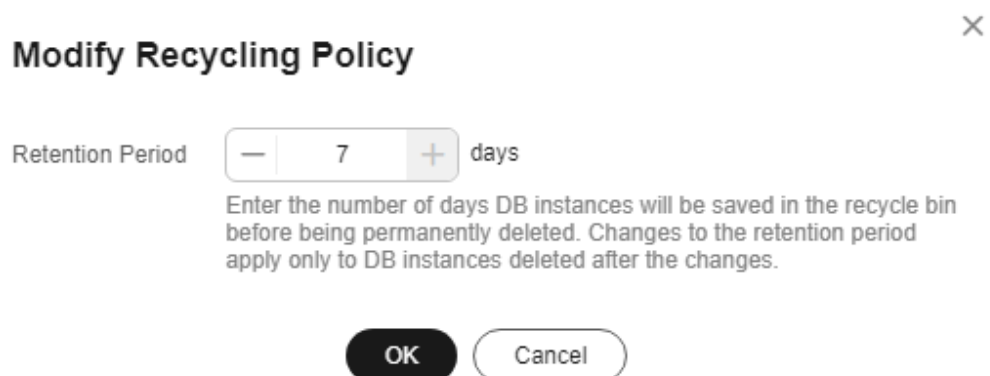 Modify Recycling Policy
Retention Period — 7 + days
Enter the number of days DB instances will be saved in the recycle bin
before being permanently deleted. Changes to the retention period
apply only to DB instances deleted after the changes.
OK Cancel